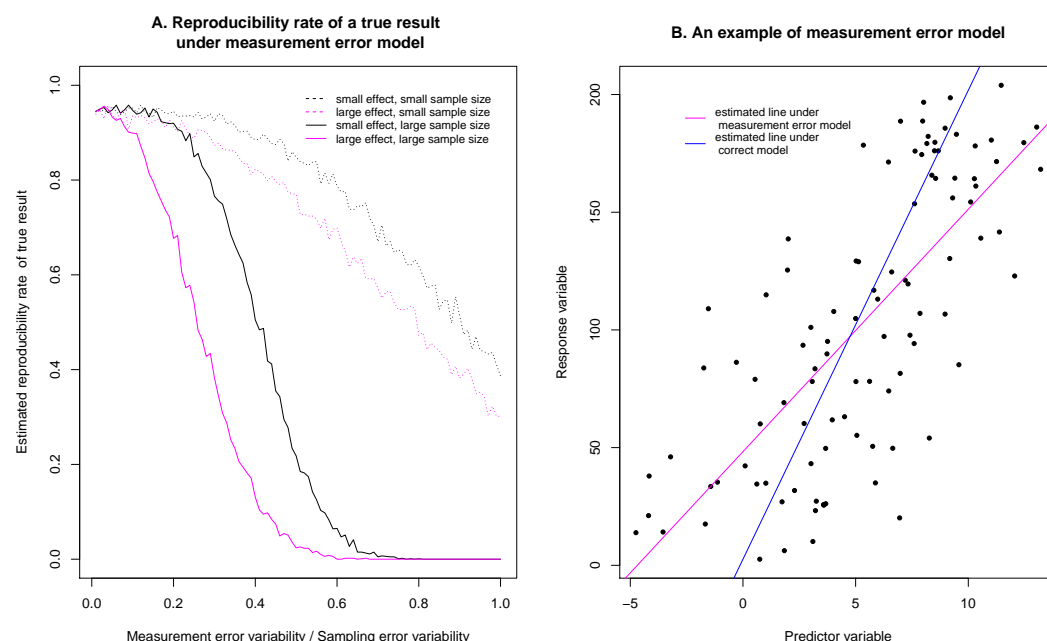 A. Reproducibility rate of a true result
under measurement error model
Estimated reproducibility rate of true result
1.0
0.8
0.6
0.4
0.2
0.0
small effect, small sample size
large effect, small sample size
small effect, large sample size
large effect, large sample size
0.0 0.2 0.4 0.6 0.8 1.0
Measurement error variability / Sampling error variability
B. An example of measurement error model
Response variable
200
150
100
50
0
estimated line under
measurement error model
estimated line under
correct model
−5 0 5 10
Predictor variable